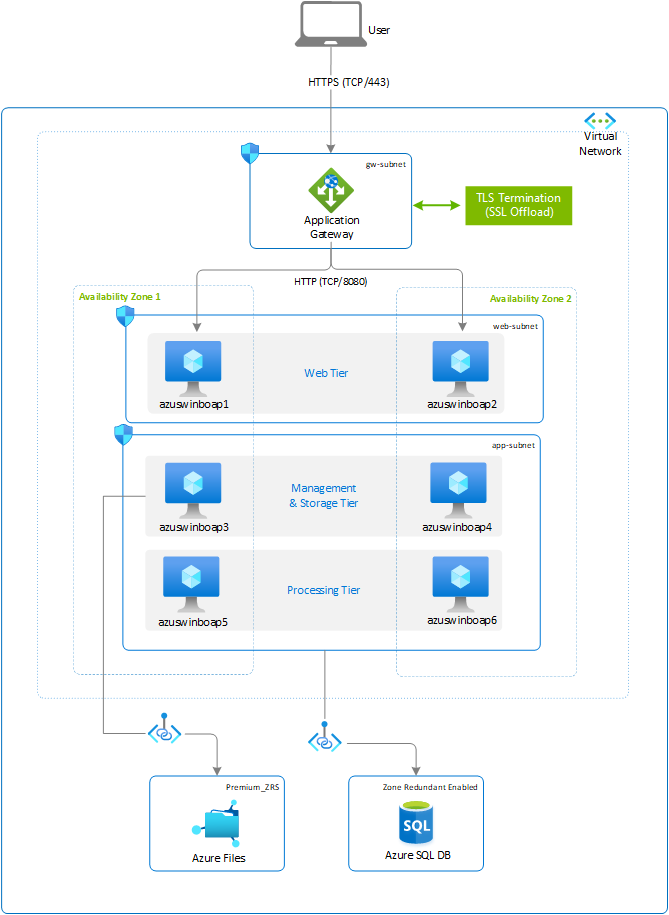 User
HTTPS (TCP/443)
Virtual
Network
gw-subnet
Application
Gateway
TLS Termination
(SSL Offload)
HTTP (TCP/8080)
Availability Zone 1
Availability Zone 2
web-subnet
Web Tier
azuswinboap1
azuswinboap2
app-subnet
Management
& Storage Tier
azuswinboap3
azuswinboap4
Processing Tier
azuswinboap5
azuswinboap6
Premium_ZRS
Azure Files
Zone Redundant Enabled
SQL
Azure SQL DB